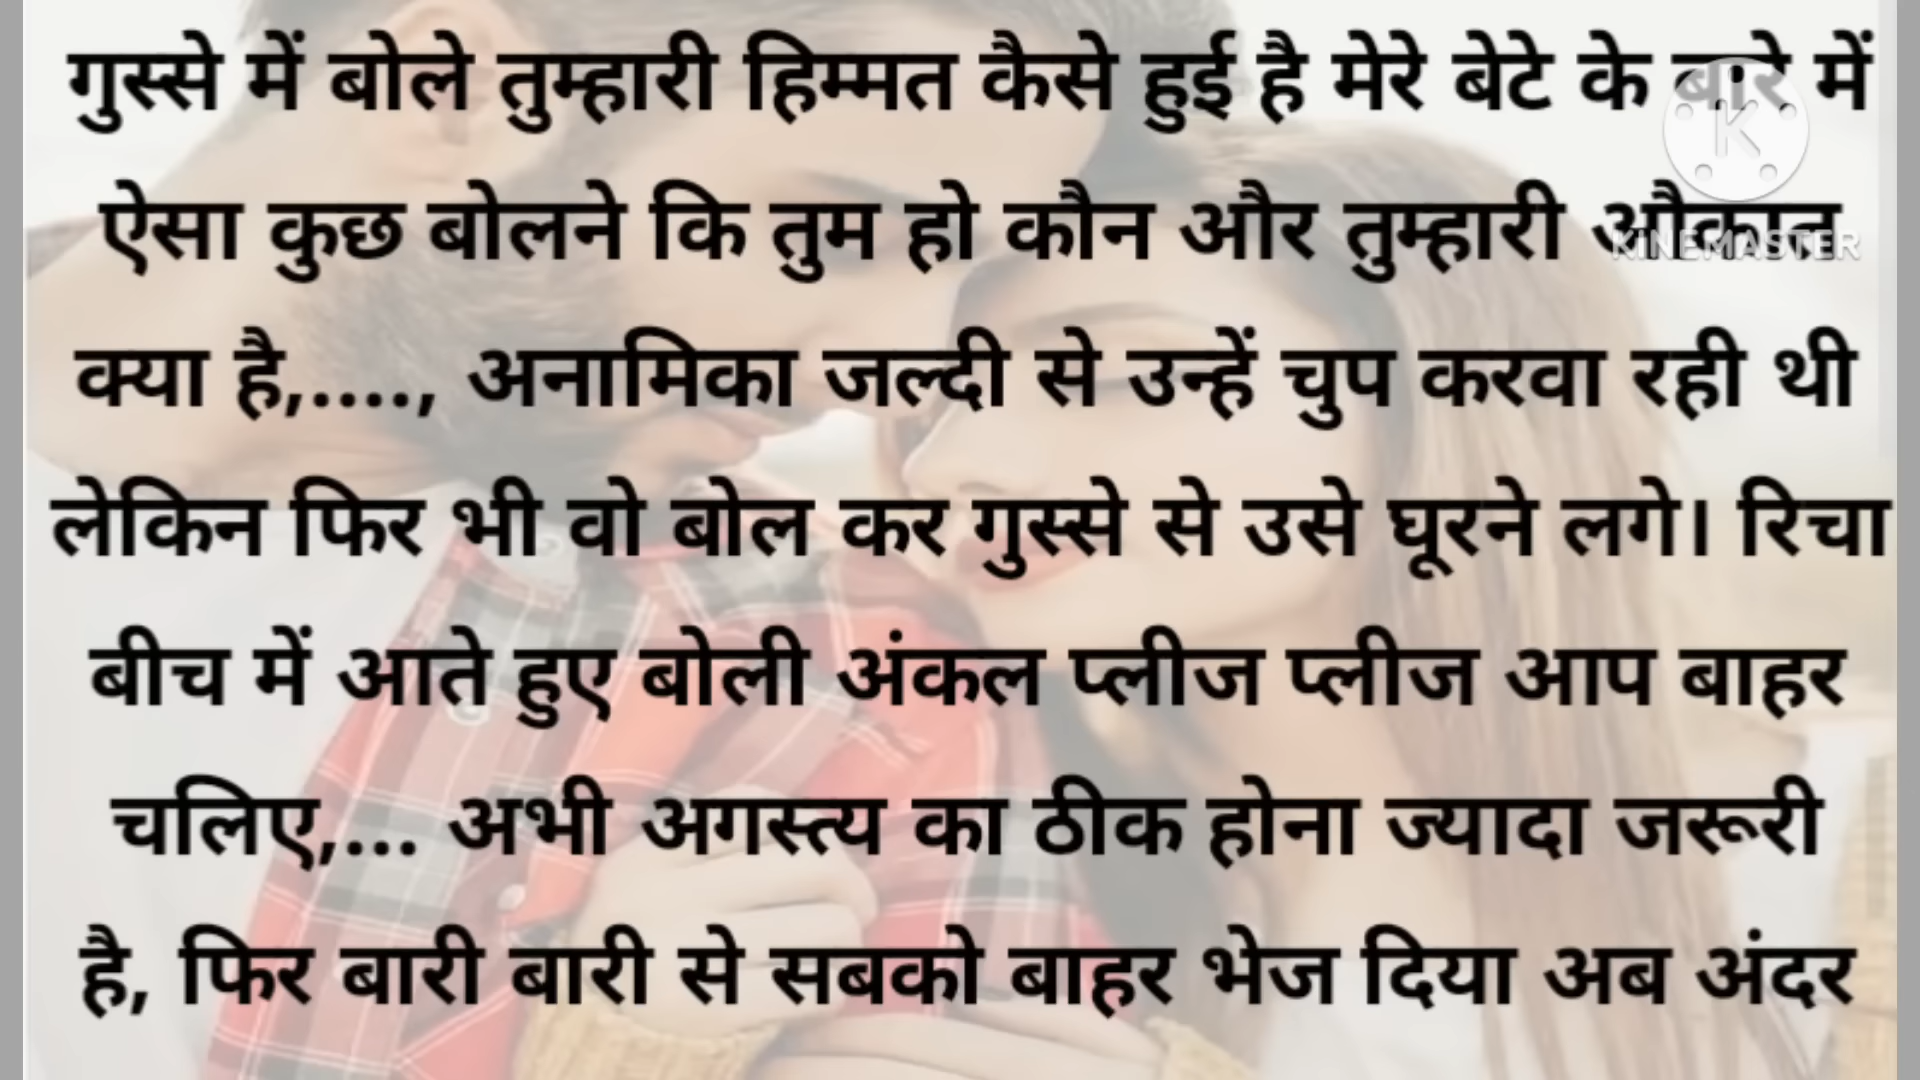 गुस्से में बोले तुम्हारी हिम्मत कैसे हुई है मेरे बेटे के बारे में
ऐसा कुछ बोलने कि तुम हो कौन और तुम्हारी औकात
क्या है,...., अनामिका जल्दी से उन्हें चुप करवा रही थी
लेकिन फिर भी वो बोल कर गुस्से से उसे घूरने लगे। रिचा
बीच में आते हुए बोली अंकल प्लीज प्लीज आप बाहर
चलिए,... अभी अगस्त्य का ठीक होना ज्यादा जरूरी
है, फिर बारी बारी से सबको बाहर भेज दिया अब अंदर
K
KINEMASTER